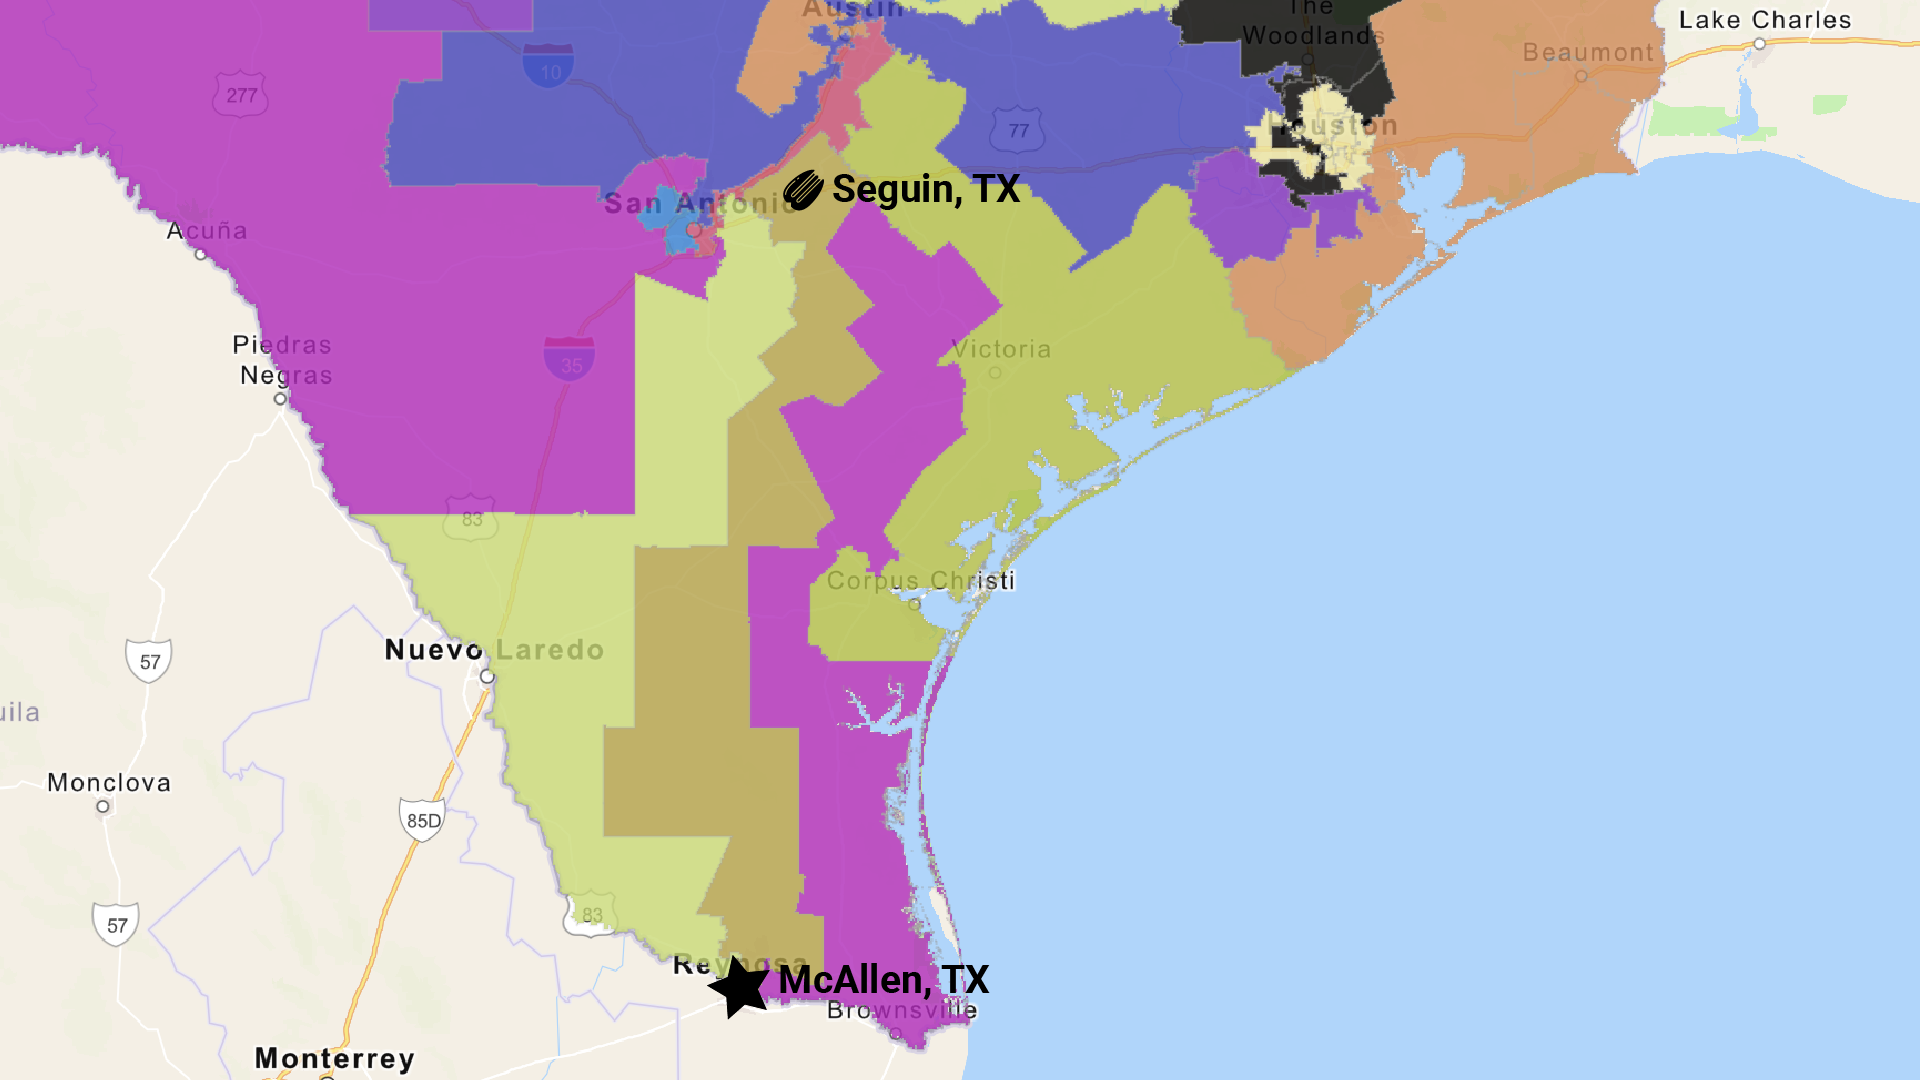 Austin
The
Woodlands
Lake Charles
Beaumont
10
277
77
Houston
Seguin, TX
San Antonio
Acuña
Piedras
Negras
35
Victoria
83
Corpus Christi
Nuevo Laredo
57
uila
Monclova
85D
57
83
Reynosa
McAllen, TX
Brownsville
Monterrey